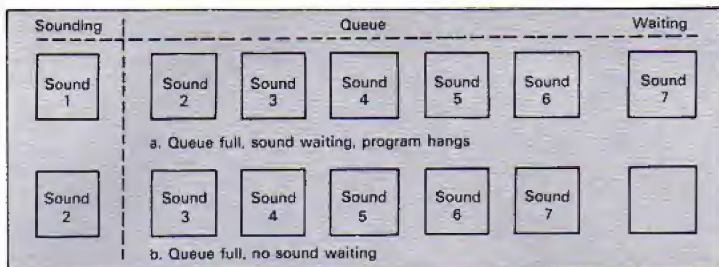 Sounding Queue Waiting
Sound 1 Sound 2 Sound 3 Sound 4 Sound 5 Sound 6 Sound 7
a. Queue full, sound waiting, program hangs
Sound 2 Sound 3 Sound 4 Sound 5 Sound 6 Sound 7
b. Queue full, no sound waiting